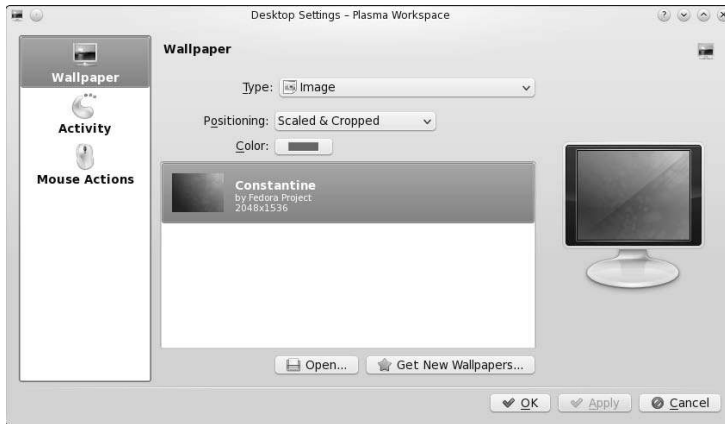 Desktop Settings – Plasma Workspace
Wallpaper
Activity
Mouse Actions
Wallpaper
Type: Image
Positioning: Scaled & Cropped
Color:
Constantine
by Fedora Project
2048x1536
Open...
Get New Wallpapers...
OK
Apply
Cancel